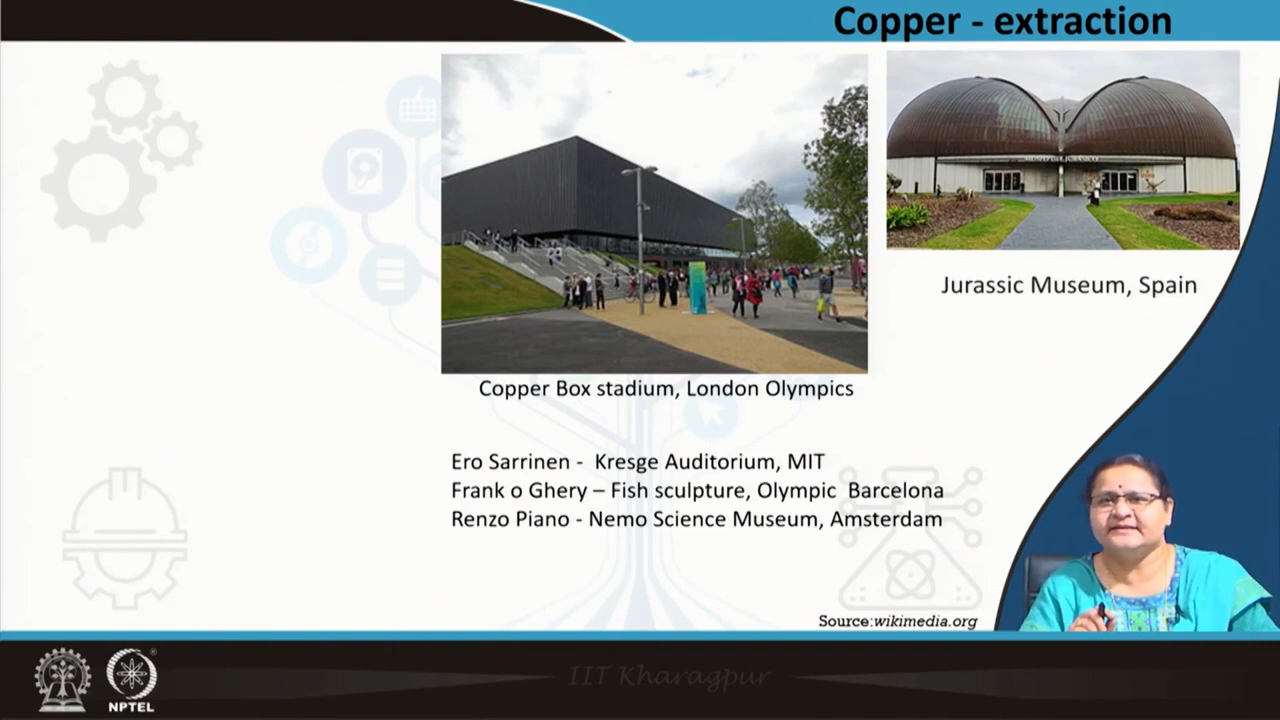 Copper - extraction
Jurassic Museum, Spain
Copper Box stadium, London Olympics
Ero Sarrinen - Kresge Auditorium, MIT
Frank o Ghery – Fish sculpture, Olympic Barcelona
Renzo Piano - Nemo Science Museum, Amsterdam
Source:wikimedia.org
IIT Kharagpur
NPTEL